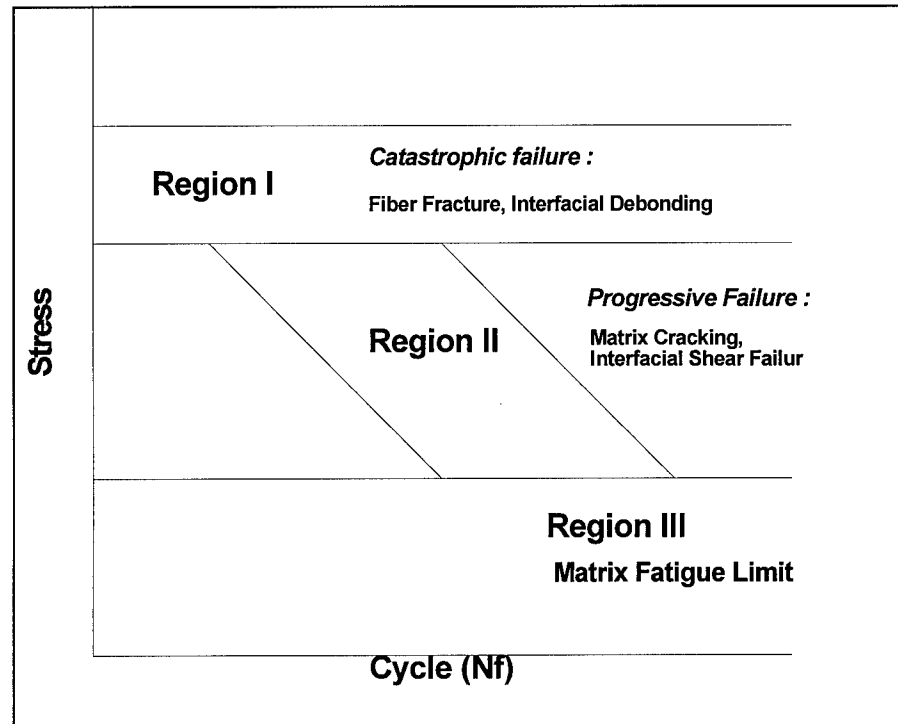 Catastrophic failure :
Region I
Fiber Fracture, Interfacial Debonding
Stress
Progressive Failure :
Region II
Matrix Cracking,
Interfacial Shear Failur
Region III
Matrix Fatigue Limit
Cycle (Nf)